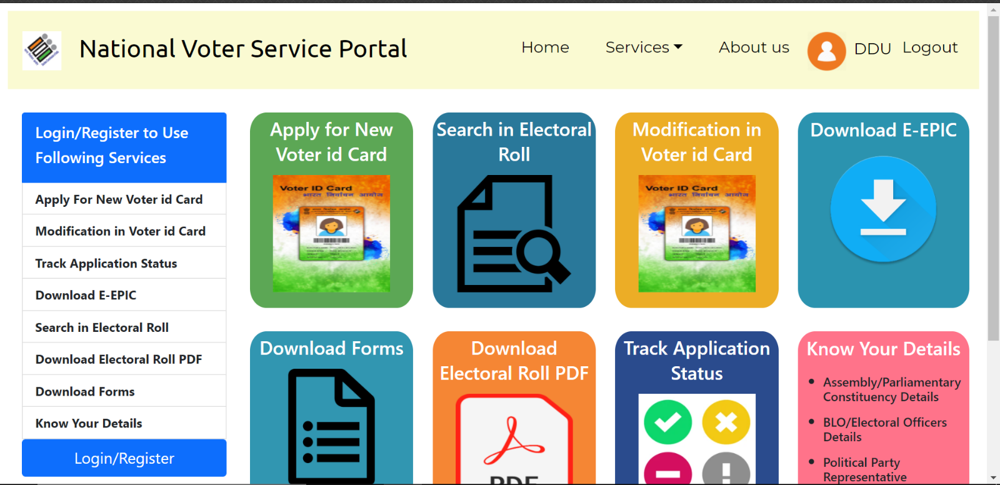 National Voter Service Portal
Home
Services
About us
DDU
Logout
Login/Register to Use
Following Services
Apply For New Voter id Card
Modification in Voter id Card
Track Application Status
Download E-EPIC
Search in Electoral Roll
Download Electoral Roll PDF
Download Forms
Know Your Details
Login/Register
Apply for New
Voter id Card
Voter ID Card
भारत निर्वाचन आयोग
Search in Electoral
Roll
Modification in
Voter id Card
Voter ID Card
भारत निर्वाचन आयोग
Download E-EPIC
Download Forms
Download
Electoral Roll PDF
PDF
Track Application
Status
Know Your Details
Assembly/Parliamentary
Constituency Details
BLO/Electoral Officers
Details
Political Party
Representative